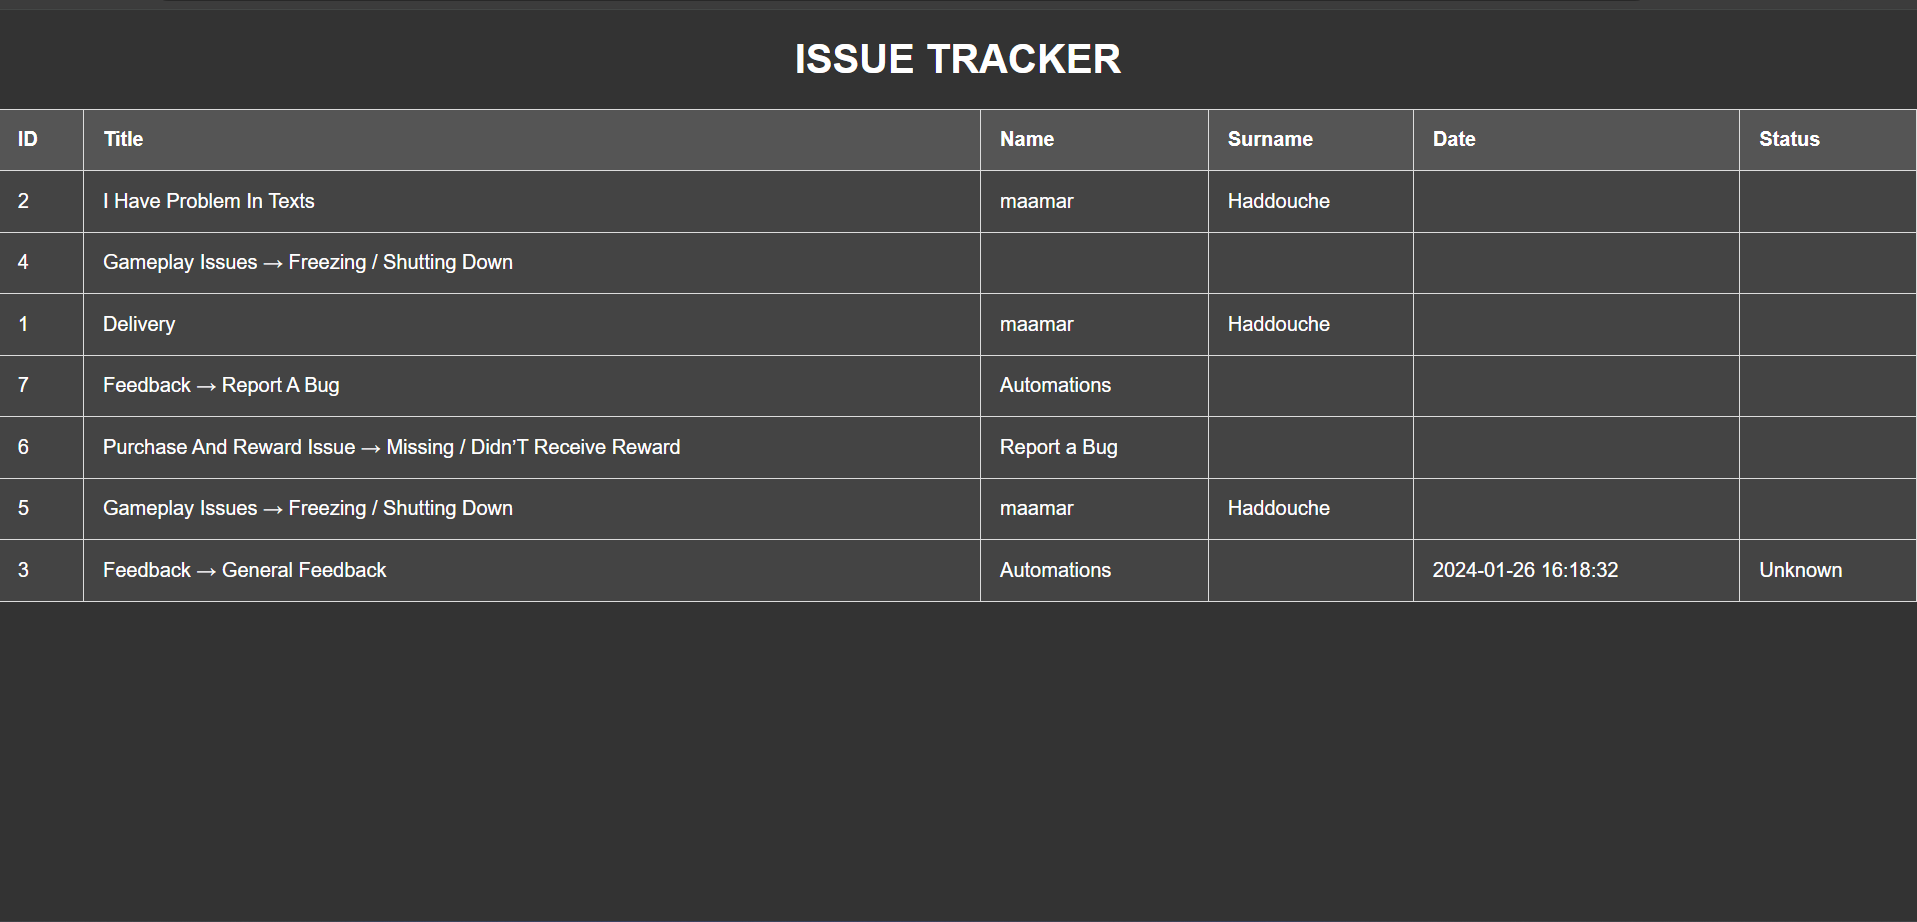 ISSUE TRACKER
ID Title Name Surname Date Status
2 I Have Problem In Texts maamar Haddouche
4 Gameplay Issues → Freezing / Shutting Down
1 Delivery maamar Haddouche
7 Feedback → Report A Bug Automations
6 Purchase And Reward Issue → Missing / Didn’T Receive Reward Report a Bug
5 Gameplay Issues → Freezing / Shutting Down maamar Haddouche
3 Feedback → General Feedback Automations 2024-01-26 16:18:32 Unknown